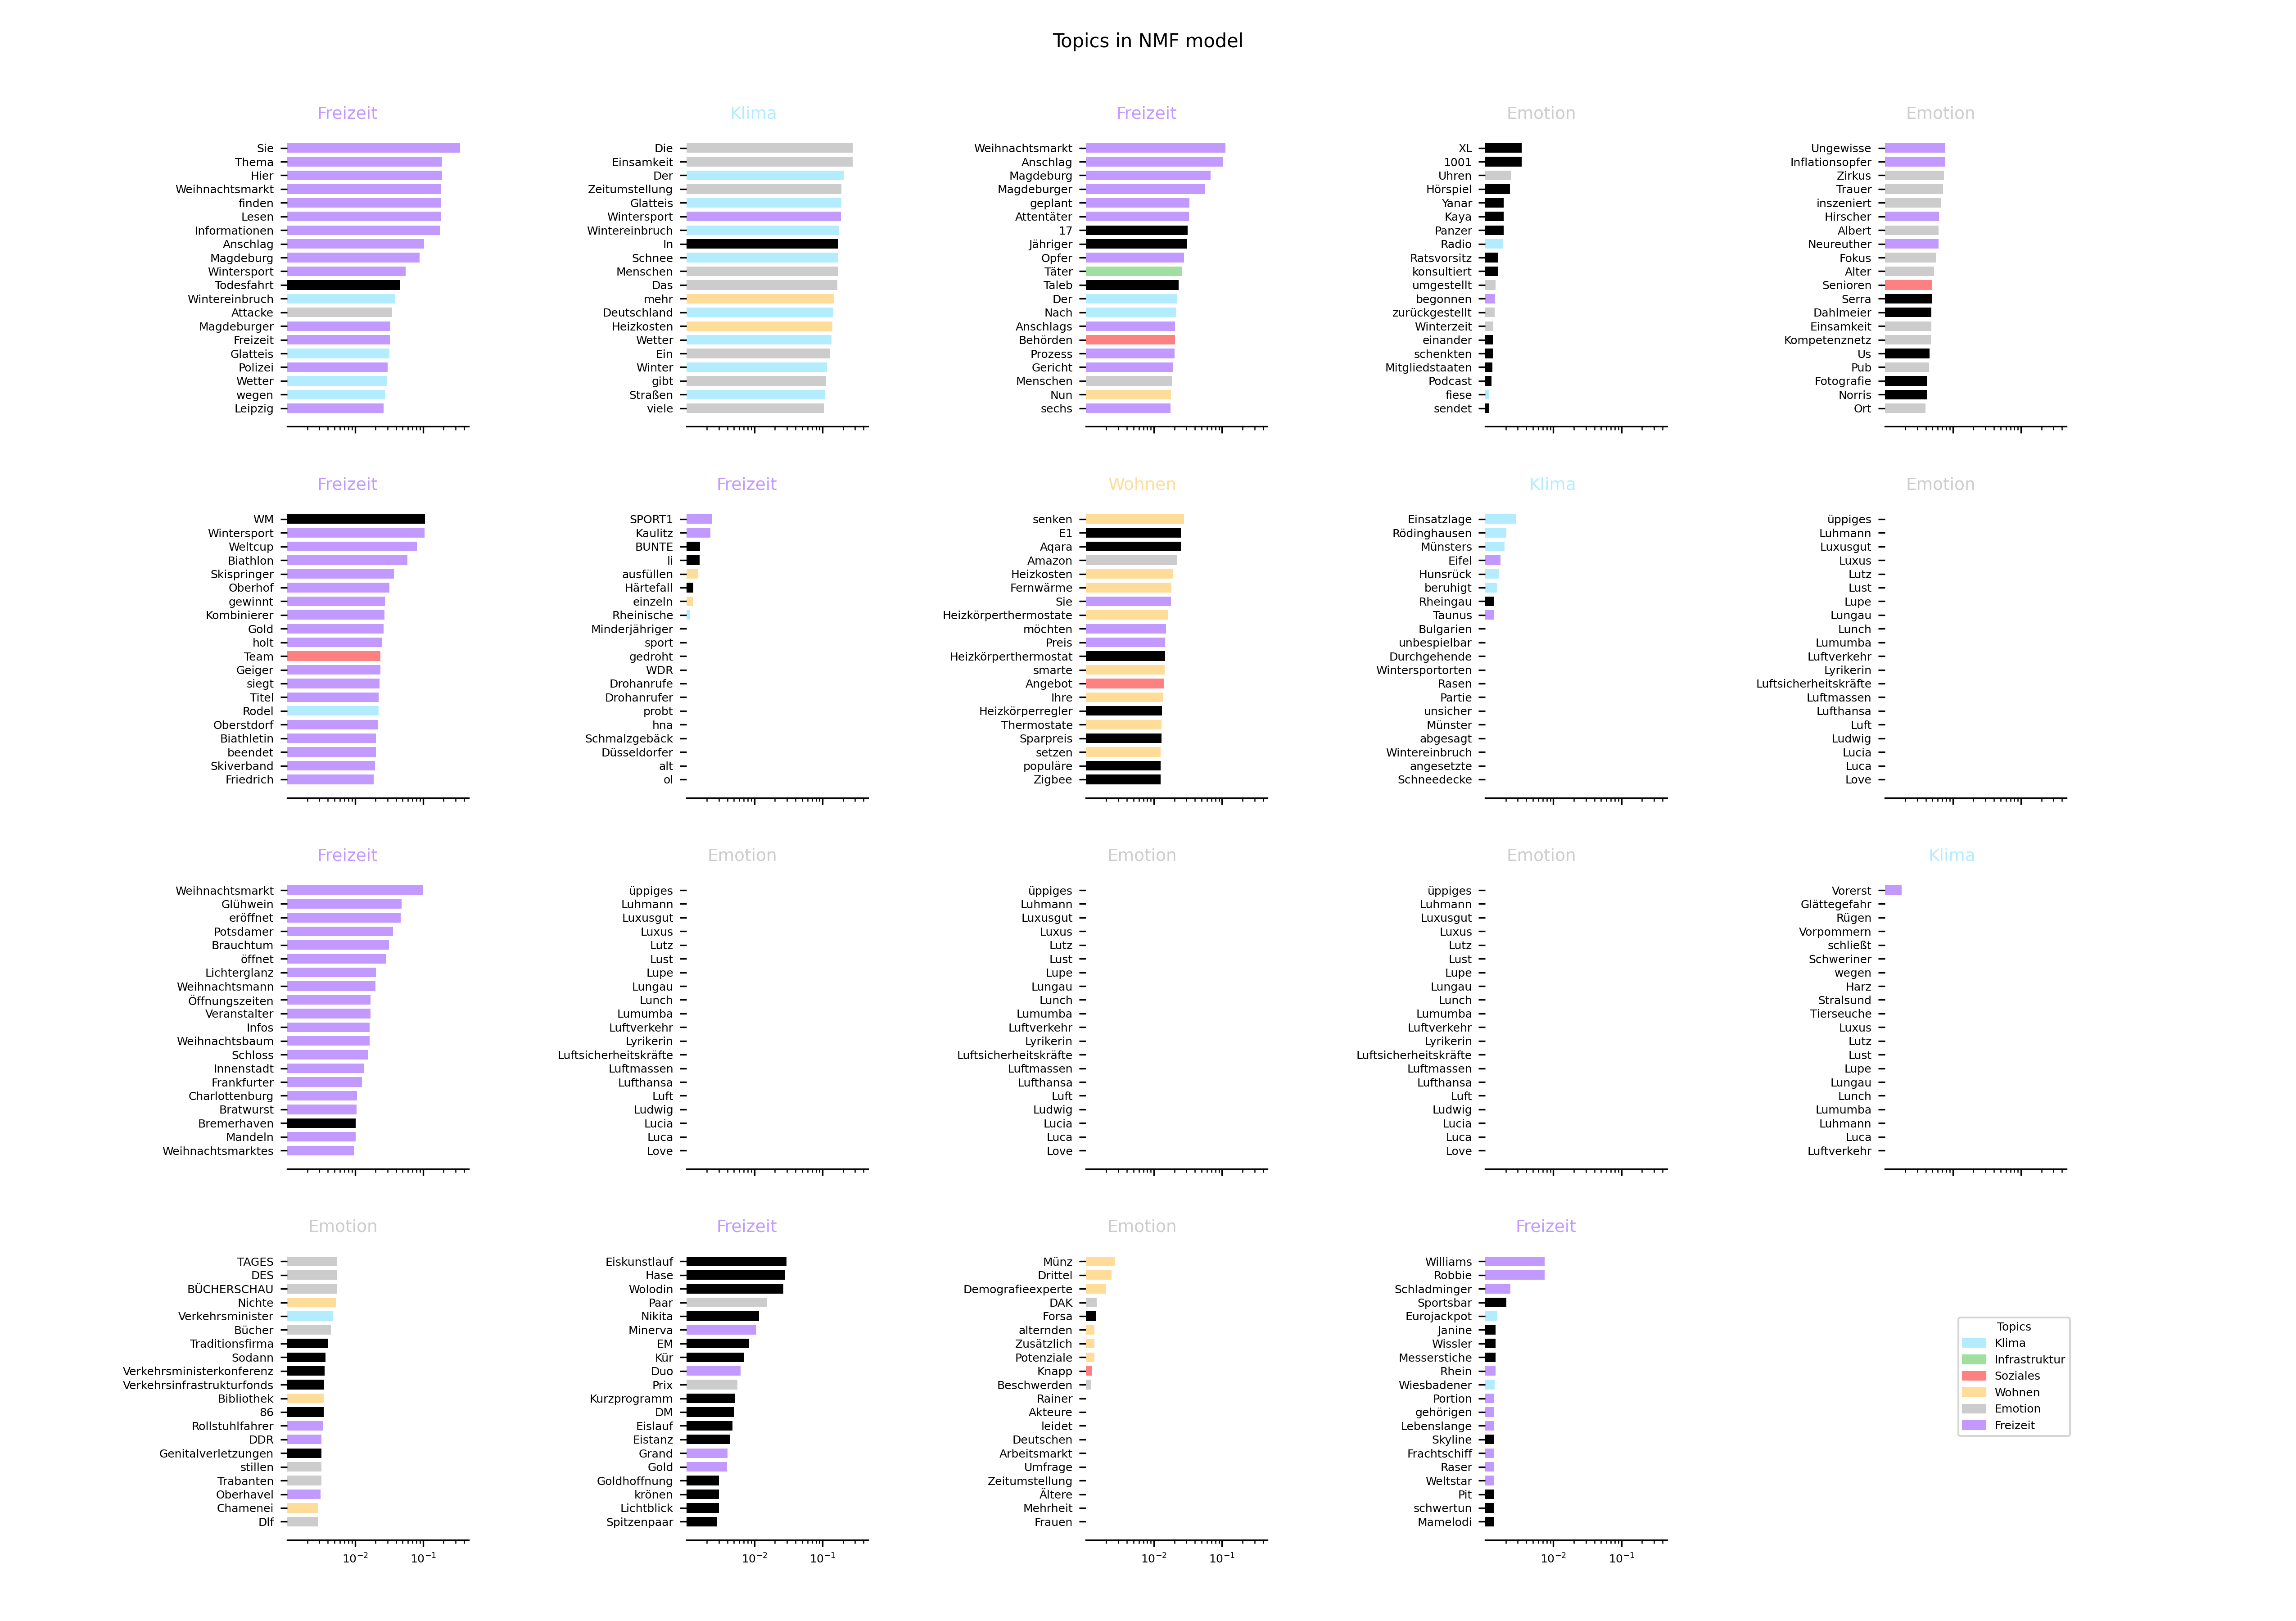 Topics in NMF model
Freizeit
Sie
Thema
Hier
Weihnachtsmarkt
finden
Lesen
Informationen
Anschlag
Magdeburg
Wintersport
Todesfahrt
Wintereinbruch
Attacke
Magdeburger
Freizeit
Glatteis
Polizei
Wetter
wegen
Leipzig
Klima
Die
Einsamkeit
Der
Zeitumstellung
Glatteis
Wintersport
Wintereinbruch
In
Schnee
Menschen
Das
mehr
Deutschland
Heizkosten
Wetter
Ein
Winter
gibt
Straßen
viele
Freizeit
Weihnachtsmarkt
Anschlag
Magdeburg
Magdeburger
geplant
Attentäter
17
Jähriger
Opfer
Täter
Taleb
Der
Nach
Anschlags
Behörden
Prozess
Gericht
Menschen
Nun
sechs
Emotion
XL
1001
Uhren
Hörspiel
Yanar
Kaya
Panzer
Radio
Ratsvorsitz
konsultiert
umgestellt
begonnen
zurückgestellt
Winterzeit
einander
schenkten
Mitgliedstaaten
Podcast
fiese
sendet
Emotion
Ungewisse
Inflationsopfer
Zirkus
Trauer
inszeniert
Hirscher
Albert
Neureuther
Fokus
Alter
Senioren
Serra
Dahlmeier
Einsamkeit
Kompetenznetz
Us
Pub
Fotografie
Norris
Ort
Freizeit
WM
Wintersport
Weltcup
Biathlon
Skispringer
Oberhof
gewinnt
Kombinierer
Gold
holt
Team
Geiger
siegt
Titel
Rodel
Oberstdorf
Biathletin
beendet
Skiverband
Friedrich
Freizeit
SPORT1
Kaulitz
BUNTE
li
ausfüllen
Härtefall
einzeln
Rheinische
Minderjähriger
sport
gedroht
WDR
Drohanrufe
Drohanrufer
probt
hna
Schmalzgebäck
Düsseldorfer
alt
ol
Wohnen
senken
E1
Aqara
Amazon
Heizkosten
Fernwärme
Sie
Heizkörperthermostate
möchten
Preis
Heizkörperthermostat
smarte
Angebot
Ihre
Heizkörperregler
Thermostate
Sparpreis
setzen
populäre
Zigbee
Klima
Einsatzlage
Rödinghausen
Münsters
Eifel
Hunsrück
beruhigt
Rheingau
Taunus
Bulgarien
unbespielbar
Durchgehende
Wintersportorten
Rasen
Partie
unsicher
Münster
abgesagt
Wintereinbruch
angesetzte
Schneedecke
Emotion
üppiges
Luhmann
Luxusgut
Luxus
Lutz
Lust
Lupe
Lungau
Lunch
Lumumba
Luftverkehr
Lyrikerin
Luftsicherheitskräfte
Luftmassen
Lufthansa
Luft
Ludwig
Lucia
Luca
Love
Freizeit
Weihnachtsmarkt
Glühwein
eröffnet
Potsdamer
Brauchtum
öffnet
Lichterglanz
Weihnachtsmann
Öffnungszeiten
Veranstalter
Infos
Weihnachtsbaum
Schloss
Innenstadt
Frankfurter
Charlottenburg
Bratwurst
Bremerhaven
Mandeln
Weihnachtsmarktes
Emotion
üppiges
Luhmann
Luxusgut
Luxus
Lutz
Lust
Lupe
Lungau
Lunch
Lumumba
Luftverkehr
Lyrikerin
Luftsicherheitskräfte
Luftmassen
Lufthansa
Luft
Ludwig
Lucia
Luca
Love
Emotion
üppiges
Luhmann
Luxusgut
Luxus
Lutz
Lust
Lupe
Lungau
Lunch
Lumumba
Luftverkehr
Lyrikerin
Luftsicherheitskräfte
Luftmassen
Lufthansa
Luft
Ludwig
Lucia
Luca
Love
Emotion
üppiges
Luhmann
Luxusgut
Luxus
Lutz
Lust
Lupe
Lungau
Lunch
Lumumba
Luftverkehr
Lyrikerin
Luftsicherheitskräfte
Luftmassen
Lufthansa
Luft
Ludwig
Lucia
Luca
Love
Klima
Vorerst
Glättegefahr
Rügen
Vorpommern
schließt
Schweriner
wegen
Harz
Stralsund
Tierseuche
Luxus
Lutz
Lust
Lupe
Lungau
Lunch
Lumumba
Luhmann
Luca
Luftverkehr
Emotion
TAGES
DES
BÜCHERSCHAU
Nichte
Verkehrsminister
Bücher
Traditionsfirma
Sodann
Verkehrsministerkonferenz
Verkehrsinfrastrukturfonds
Bibliothek
86
Rollstuhlfahrer
DDR
Genitalverletzungen
stillen
Trabanten
Oberhavel
Chamenei
Dlf
10⁻² 10⁻¹
Freizeit
Eiskunstlauf
Hase
Wolodin
Paar
Nikita
Minerva
EM
Kür
Duo
Prix
Kurzprogramm
DM
Eislauf
Eistanz
Grand
Gold
Goldhoffnung
krönen
Lichtblick
Spitzenpaar
10⁻² 10⁻¹
Emotion
Münz
Drittel
Demografieexperte
DAK
Forsa
alternden
Zusätzlich
Potenziale
Knapp
Beschwerden
Rainer
Akteure
leidet
Deutschen
Arbeitsmarkt
Umfrage
Zeitumstellung
Ältere
Mehrheit
Frauen
10⁻² 10⁻¹
Freizeit
Williams
Robbie
Schladminger
Sportsbar
Eurojackpot
Janine
Wissler
Messerstiche
Rhein
Wiesbadener
Portion
gehörigen
Lebenslange
Skyline
Frachtschiff
Raser
Weltstar
Pit
schwertun
Mamelodi
10⁻² 10⁻¹
Topics
Klima
Infrastruktur
Soziales
Wohnen
Emotion
Freizeit